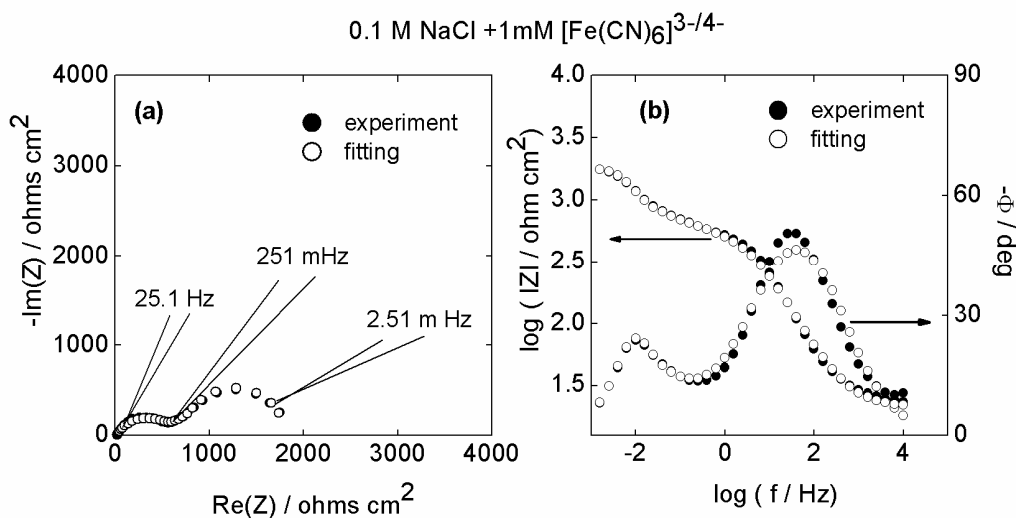 0.1 M NaCl +1mM [Fe(CN)6]3-/4-
(a)
experiment
fitting
25.1 Hz
251 mHz
2.51 m Hz
-Im(Z) / ohms cm2
4000
3000
2000
1000
0
0 1000 2000 3000 4000
Re(Z) / ohms cm2
(b)
experiment
fitting
log ( IZI / ohm cm2)
4.0
3.5
3.0
2.5
2.0
1.5
90
60
30
0
-Φ / deg
-2 0 2 4
log ( f / Hz)